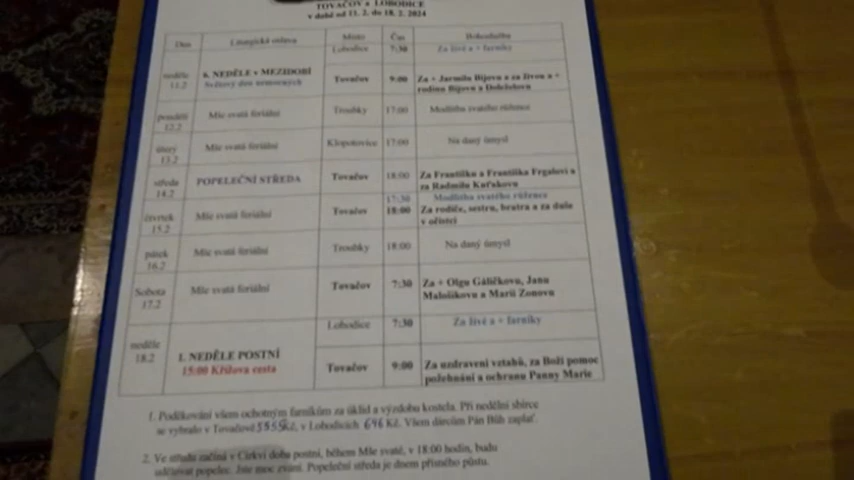 TOVAČOV a LOBODICE
v době od 11. 2. do 18. 2. 2024
Den Liturgická oslava Místo Čas Bohoslužba
Lobodice 7:30 Za živé a + farníky
neděle 11.2 6. NEDĚLE v MEZIDOBÍ Tovačov 9:00 Za + Jarmilu Bijovu a za živou a +
Světový den nemocných rodinu Bijovu a Doleželovu
pondělí 12.2 Mše svatá feriální Troubky 17:00 Modlitba svatého růžence
úterý 13.2 Mše svatá feriální Klopotovice 17:00 Na daný úmysl
středa 14.2 POPELEČNÍ STŘEDA Tovačov 18:00 Za Františku a Františka Frgalovi a
za Radmilu
17:30 Modlitba svatého růžence
čtvrtek 15.2 Mše svatá feriální Tovačov 18:00 Za rodiče, sestru, bratra a za duše
v očistci
pátek 16.2 Mše svatá feriální Troubky 18:00 Na daný úmysl
Sobota 17.2 Mše svatá feriální Tovačov 7:30 Za + Olgu Gáličkovu, Janu
Malošíkovu a Marii Zonovu
Lobodice 7:30 Za živé a + farníky
neděle 18.2 1. NEDĚLE POSTNÍ
15:00 Křížová cesta Tovačov 9:00 Za uzdravení vztahů, za Boží pomoc
požehnání a ochranu Panny Marie
1. Poděkování všem ochotným farníkům za úklid a výzdobu kostela. Při nedělní sbírce
se vybralo v Tovačově 5855Kč, v Lobodicích 696 Kč. Všem dárcům Pán Bůh zaplať.
2. Ve středu začíná v Církvi doba postní, během Mše svaté, v 18:00 hodin, budu
udělovat popelec. Jste moc zváni. Popeleční středa je dnem přísného půstu.